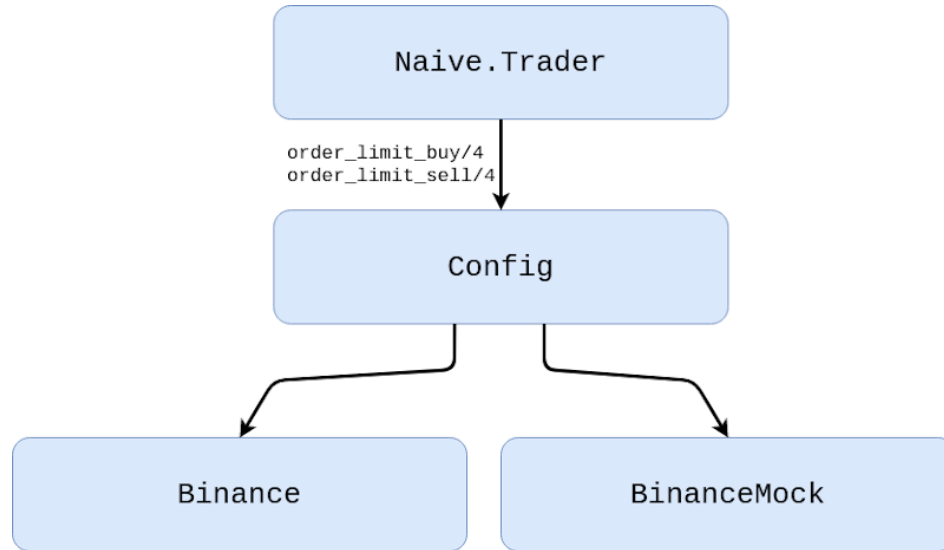 Naive.Trader
order_limit_buy/4
order_limit_sell/4
Config
Binance
BinanceMock